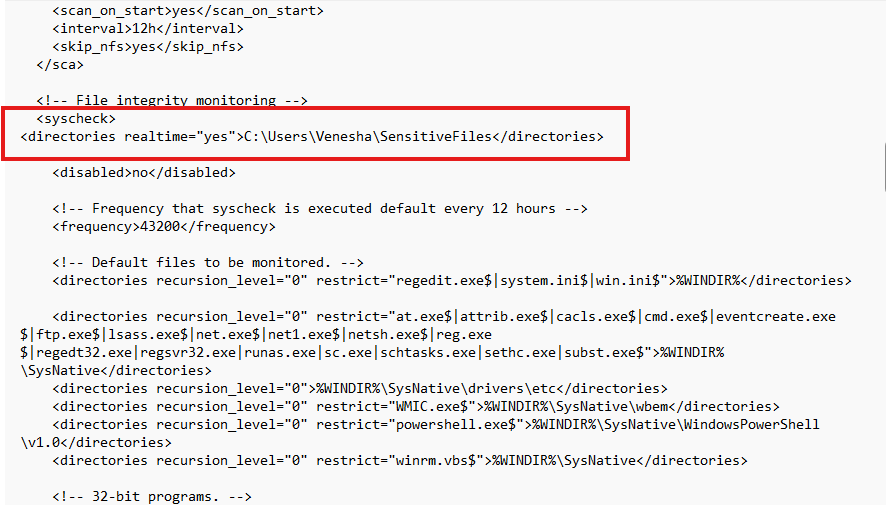 <scan_on_start>yes</scan_on_start>
<interval>12h</interval>
<skip_nfs>yes</skip_nfs>
</sca>
<!-- File integrity monitoring -->
<syscheck>
<directories realtime="yes">C:\Users\Venesha\SensitiveFiles</directories>
<disabled>no</disabled>
<!-- Frequency that syscheck is executed default every 12 hours -->
<frequency>43200</frequency>
<!-- Default files to be monitored. -->
<directories recursion_level="0" restrict="regedit.exe$|system.ini$|win.ini$">%WINDIR%</directories>
<directories recursion_level="0" restrict="at.exe$|attrib.exe$|cacls.exe$|cmd.exe$|eventcreate.exe
$|ftp.exe$|lsass.exe$|net.exe$|net1.exe$|netsh.exe$|reg.exe
$|regedt32.exe|regsvr32.exe|runas.exe|sc.exe|schtasks.exe|sethc.exe|subst.exe$">%WINDIR%
\SysNative</directories>
<directories recursion_level="0">%WINDIR%\SysNative\drivers\etc</directories>
<directories recursion_level="0" restrict="WMIC.exe$">%WINDIR%\SysNative\wbem</directories>
<directories recursion_level="0" restrict="powershell.exe$">%WINDIR%\SysNative\WindowsPowerShell
\v1.0</directories>
<directories recursion_level="0" restrict="winrm.vbs$">%WINDIR%\SysNative</directories>
<!-- 32-bit programs. -->